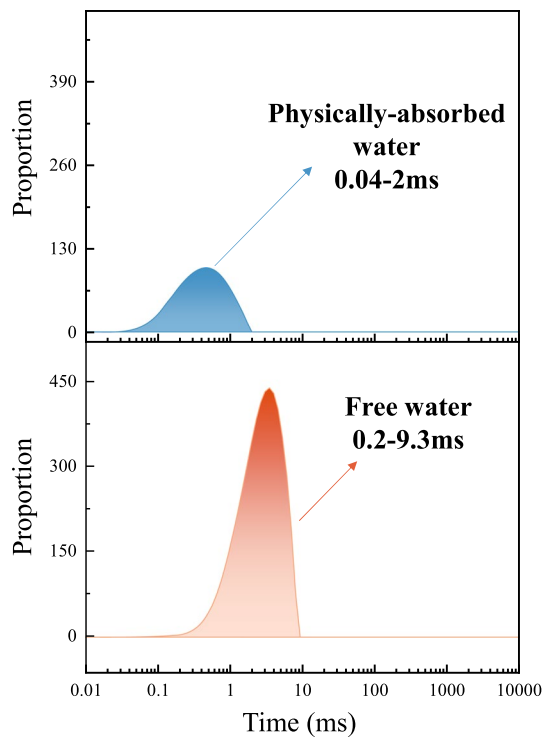 Proportion
390
260
130
0
Physically-absorbed
water
0.04-2ms
Proportion
450
300
150
0
Free water
0.2-9.3ms
0.01 0.1 1 10 100 1000 10000
Time (ms)